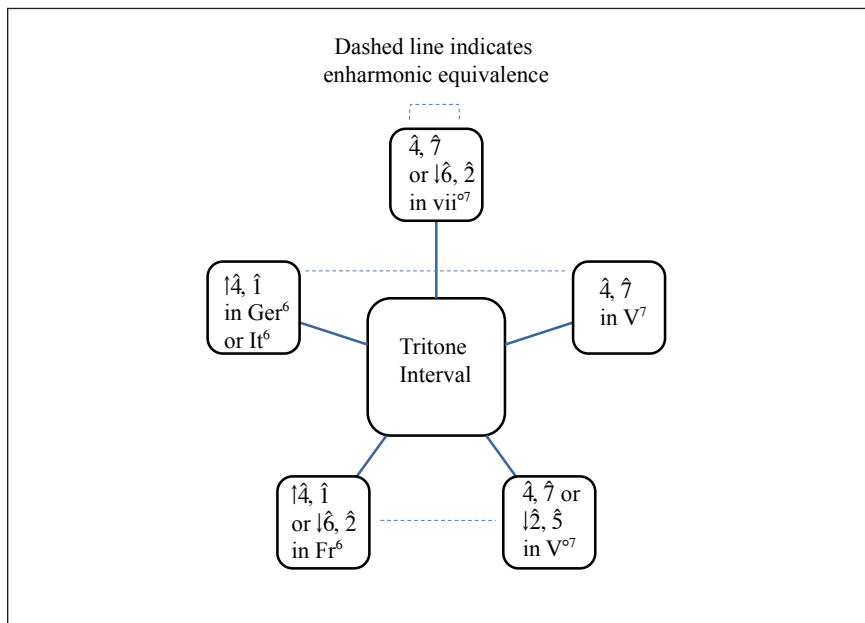 Dashed line indicates
enharmonic equivalence
4̂, 7̂
or ↓6̂, 2̂
in vii°⁷
↑4̂, 1̂
in Ger⁶
or It⁶
4̂, 7̂
in V⁷
Tritone
Interval
↑4̂, 1̂
or ↓6̂, 2̂
in Fr⁶
4̂, 7̂ or
↓2̂, 5̂
in V°⁷